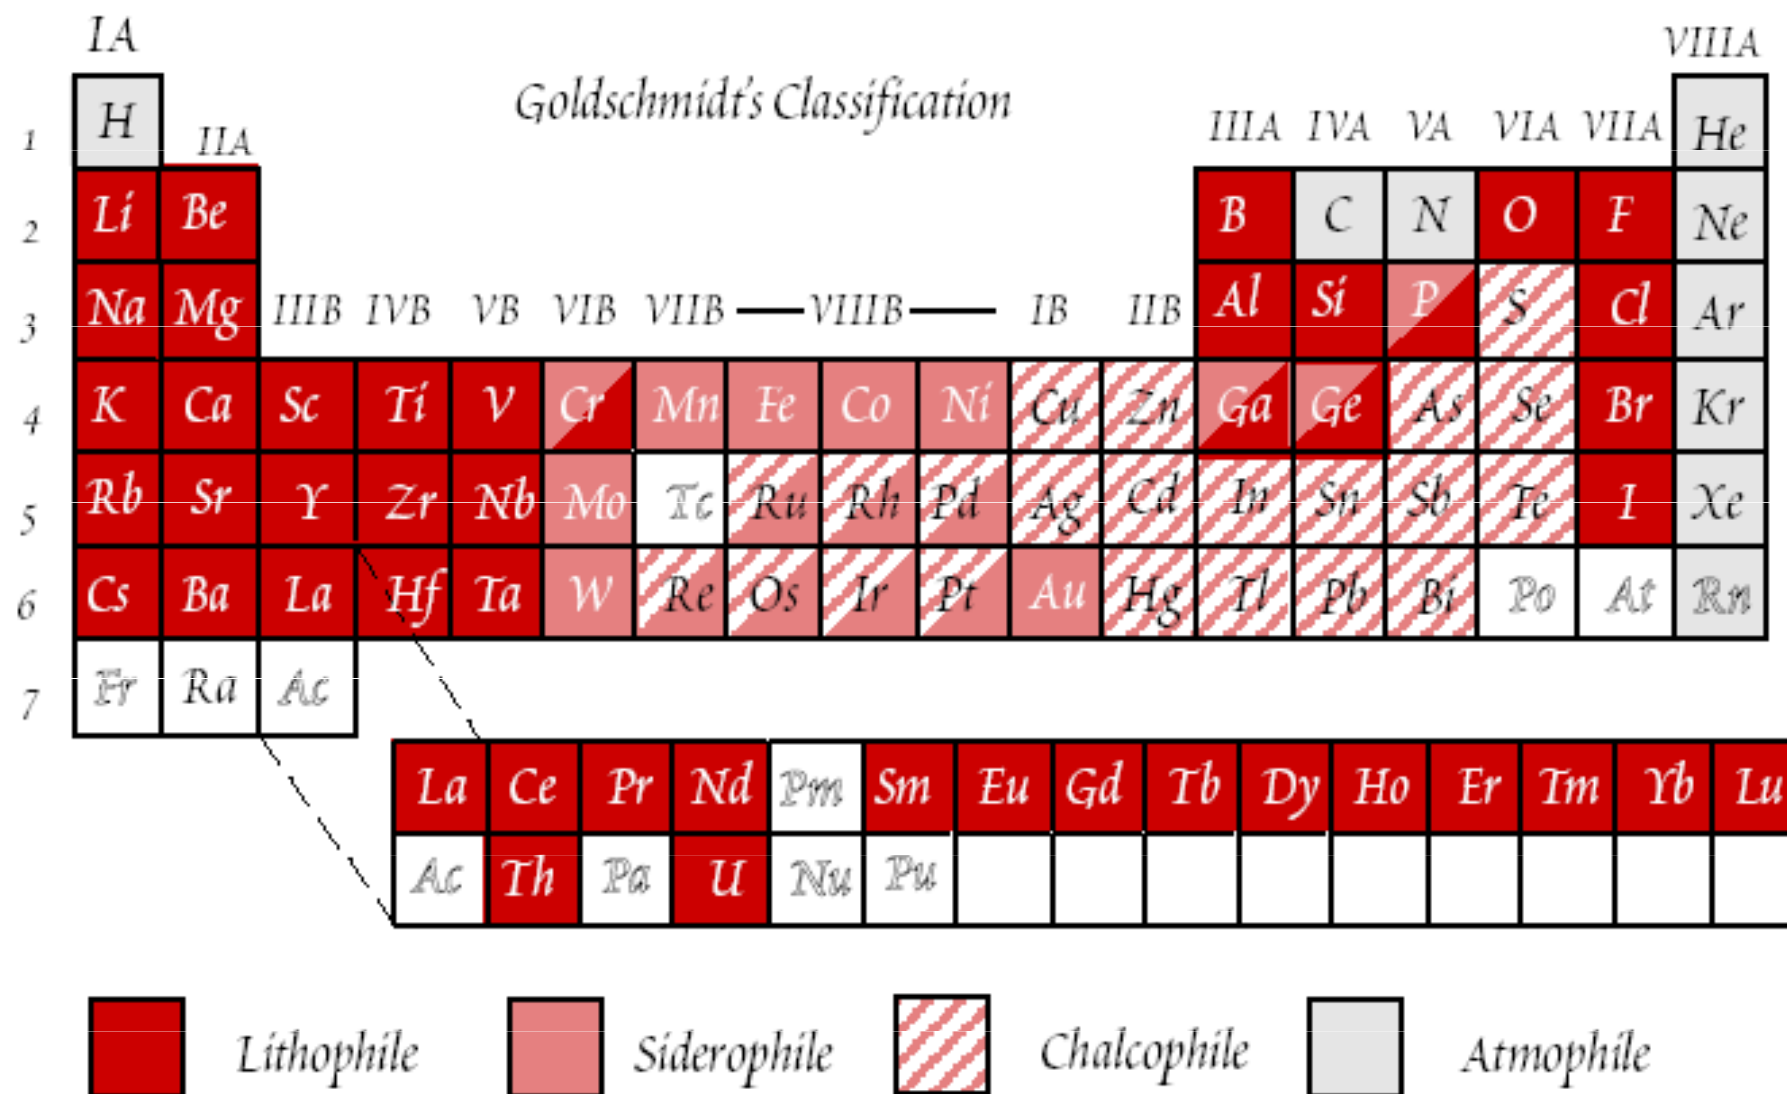 IA VIIIA
Goldschmidt's Classification
1 H IIA IIIA IVA VA VIA VIIA He
2 Li Be B C N O F Ne
3 Na Mg IIIB IVB VB VIB VIIB VIIIB IB IIB Al Si P S Cl Ar
4 K Ca Sc Ti V Cr Mn Fe Co Ni Cu Zn Ga Ge As Se Br Kr
5 Rb Sr Y Zr Nb Mo Tc Ru Rh Pd Ag Cd In Sn Sb Te I Xe
6 Cs Ba La Hf Ta W Re Os Ir Pt Au Hg Tl Pb Bi Po At Rn
7 Fr Ra Ac
La Ce Pr Nd Pm Sm Eu Gd Tb Dy Ho Er Tm Yb Lu
Ac Th Pa U Nu Pu
Lithophile Siderophile Chalcophile Atmophile